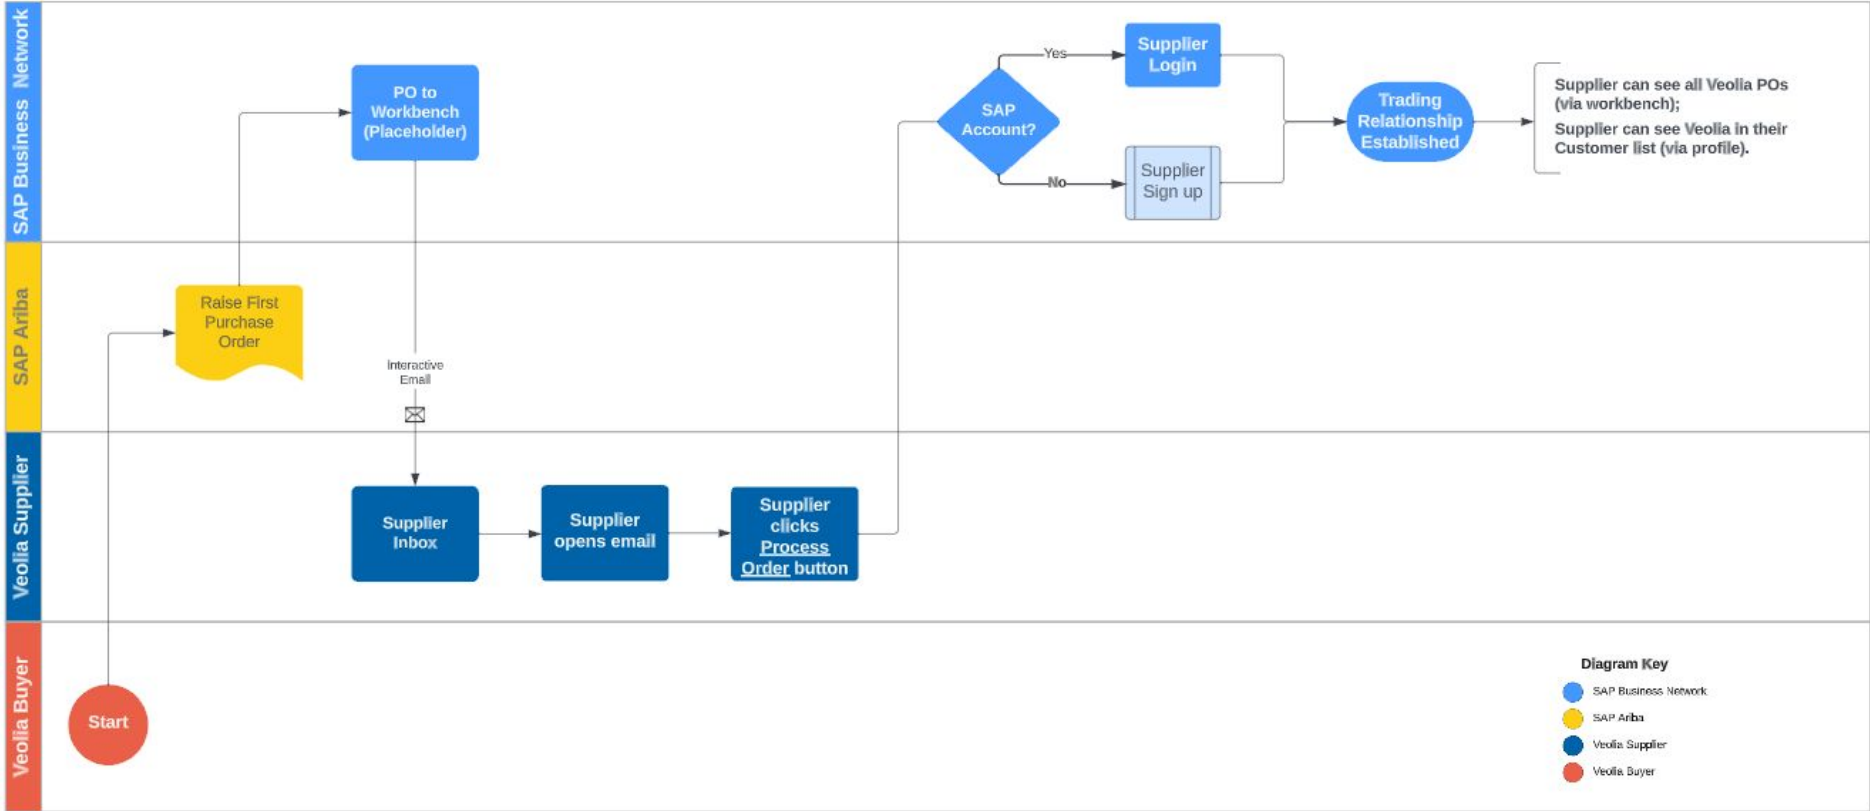 SAP Business Network
PO to
Workbench
(Placeholder)
Yes
Supplier
Login
SAP
Account?
No
Supplier
Sign up
Trading
Relationship
Established
Supplier can see all Veolia POs
(via workbench);
Supplier can see Veolia in their
Customer list (via profile).
SAP Ariba
Raise First
Purchase
Order
Interactive
Email
Veolia Supplier
Supplier
Inbox
Supplier
opens email
Supplier
clicks
Process
Order button
Veolia Buyer
Start
Diagram Key
SAP Business Network
SAP Ariba
Veolia Supplier
Veolia Buyer